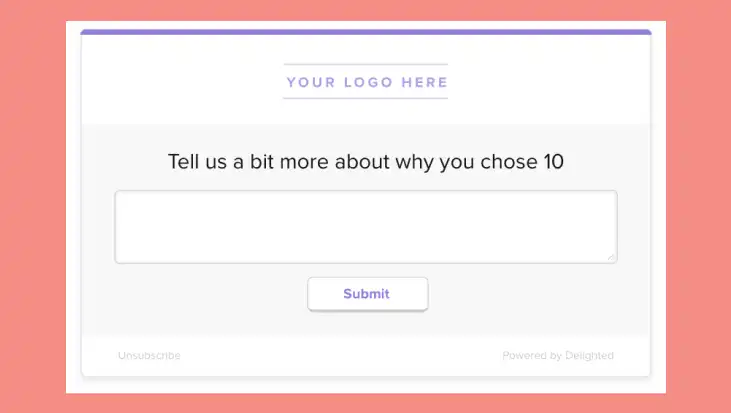 YOUR LOGO HERE
Tell us a bit more about why you chose 10
Submit
Unsubscribe
Powered by Delighted